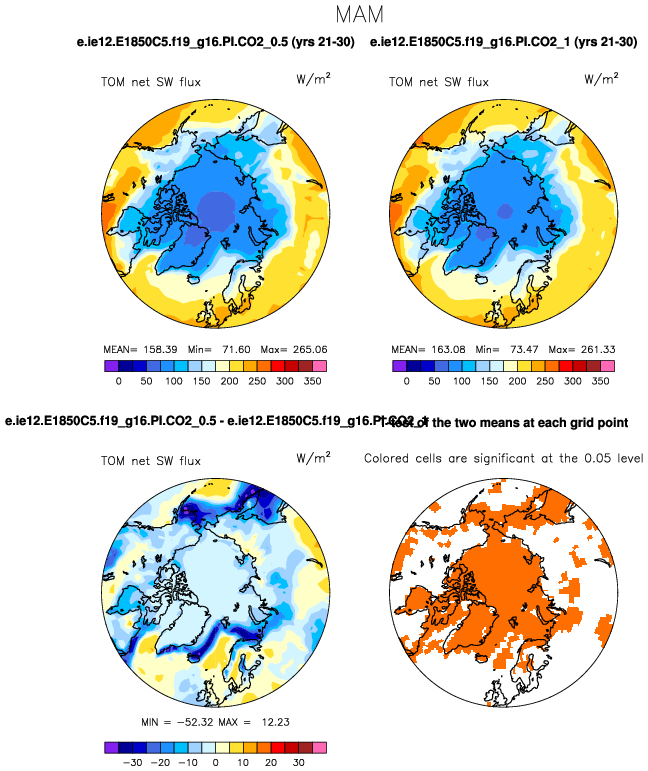 MAM
e.ie12.E1850C5.f19_g16.PI.CO2_0.5 (yrs 21-30)
e.ie12.E1850C5.f19_g16.PI.CO2_1 (yrs 21-30)
TOM net SW flux W/m²
TOM net SW flux W/m²
MEAN= 158.39 Min= 71.60 Max= 265.06
MEAN= 163.08 Min= 73.47 Max= 261.33
0 50 100 150 200 250 300 350
0 50 100 150 200 250 300 350
e.ie12.E1850C5.f19_g16.PI.CO2_0.5 - e.ie12.E1850C5.f19_g16.PI.CO2_1
T-test of the two means at each grid point
TOM net SW flux W/m²
Colored cells are significant at the 0.05 level
MIN = -52.32 MAX = 12.23
-30 -20 -10 0 10 20 30